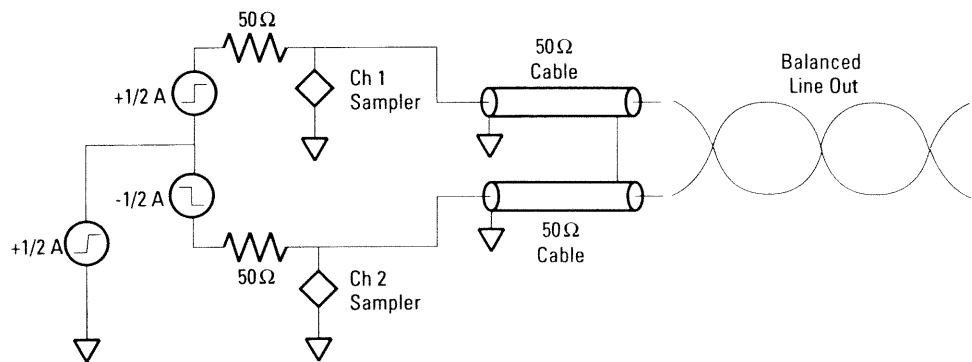 50Ω
+1/2 A
Ch 1
Sampler
50Ω
Cable
Balanced
Line Out
-1/2 A
+1/2 A
50Ω
Ch 2
Sampler
50Ω
Cable